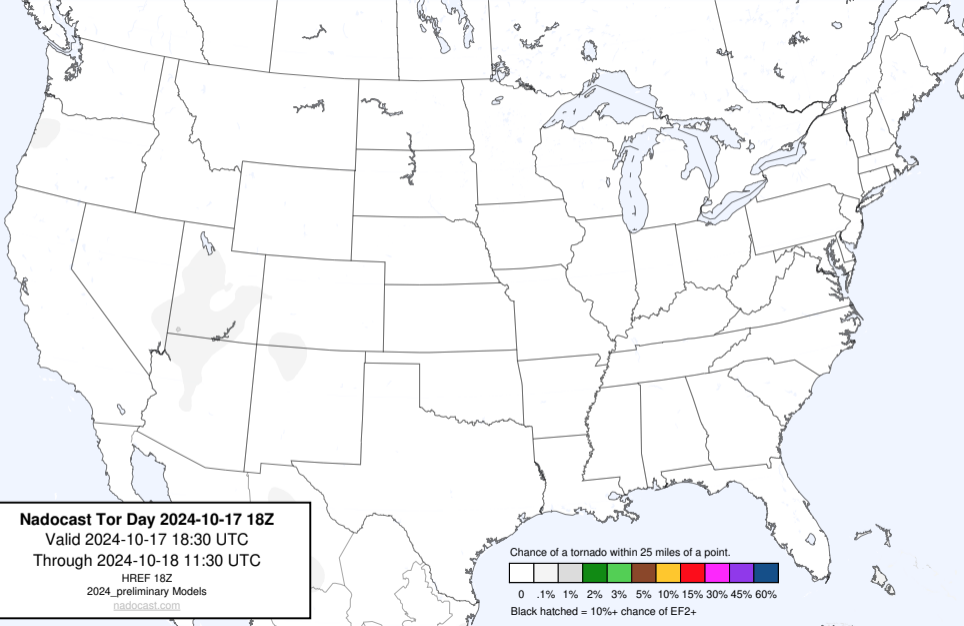 Nadocast Tor Day 2024-10-17 18Z
Valid 2024-10-17 18:30 UTC
Through 2024-10-18 11:30 UTC
HREF 18Z
2024_preliminary Models
nadocast.com
Chance of a tornado within 25 miles of a point.
0 .1% 1% 2% 3% 5% 10% 15% 30% 45% 60%
Black hatched = 10%+ chance of EF2+